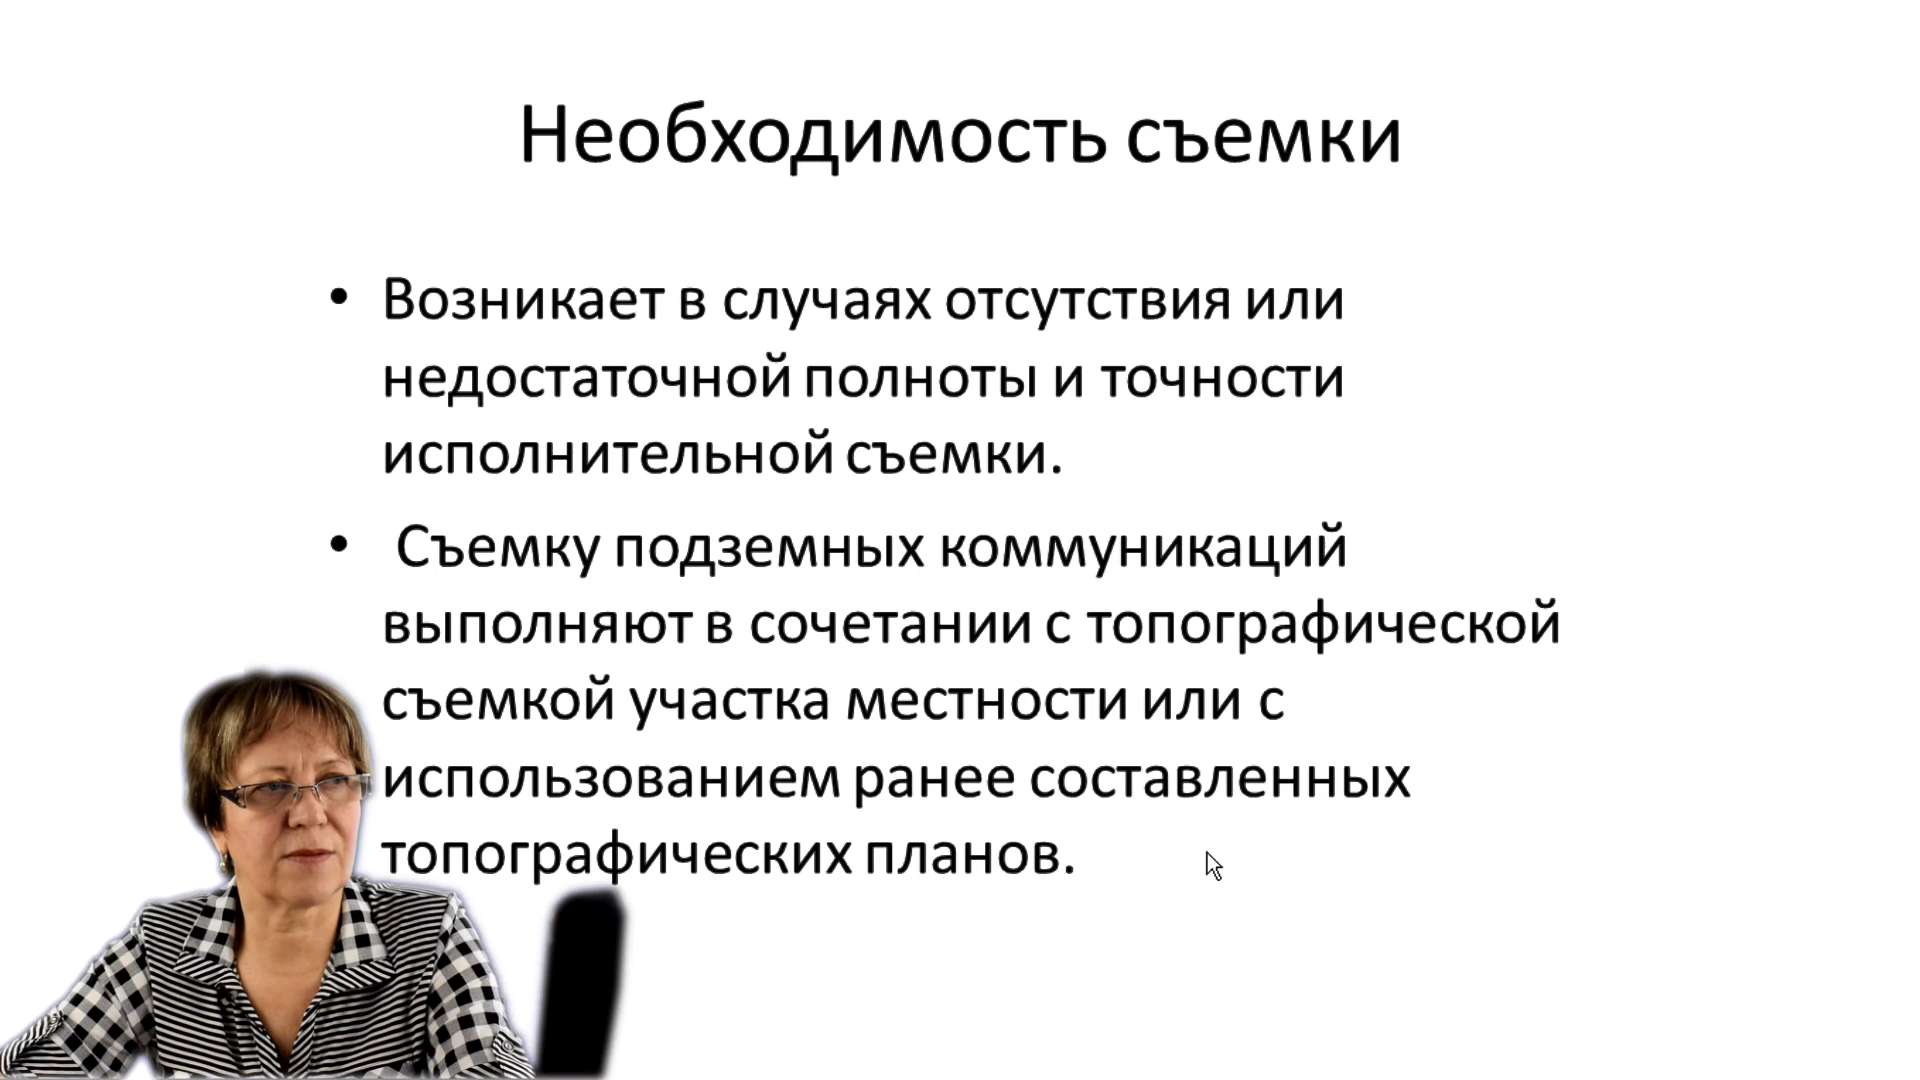 Необходимость съемки
• Возникает в случаях отсутствия или
недостаточной полноты и точности
исполнительной съемки.
• Съемку подземных коммуникаций
выполняют в сочетании с топографической
съемкой участка местности или с
использованием ранее составленных
топографических планов.